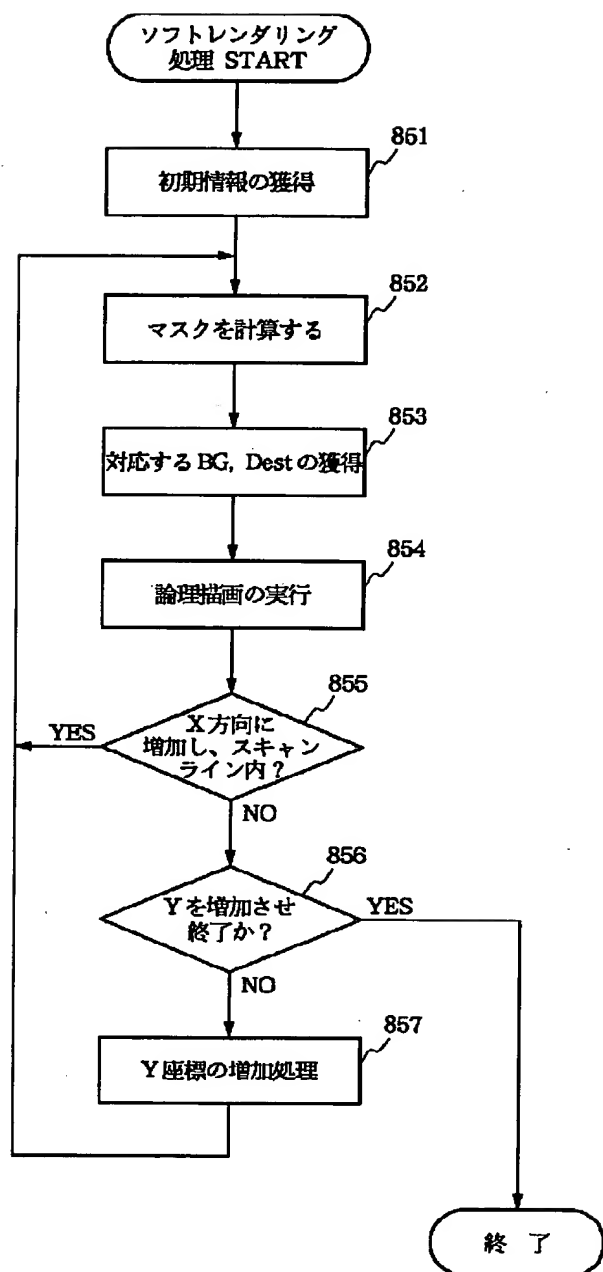 ソフトレンダリング
処理 START
851
初期情報の獲得
852
マスクを計算する
853
対応する BG, Dest の獲得
854
論理描画の実行
855
X 方向に
増加し、スキャン
ライン内?
YES
NO
856
Y を増加させ
終了か?
YES
NO
857
Y 座標の増加処理
終 了